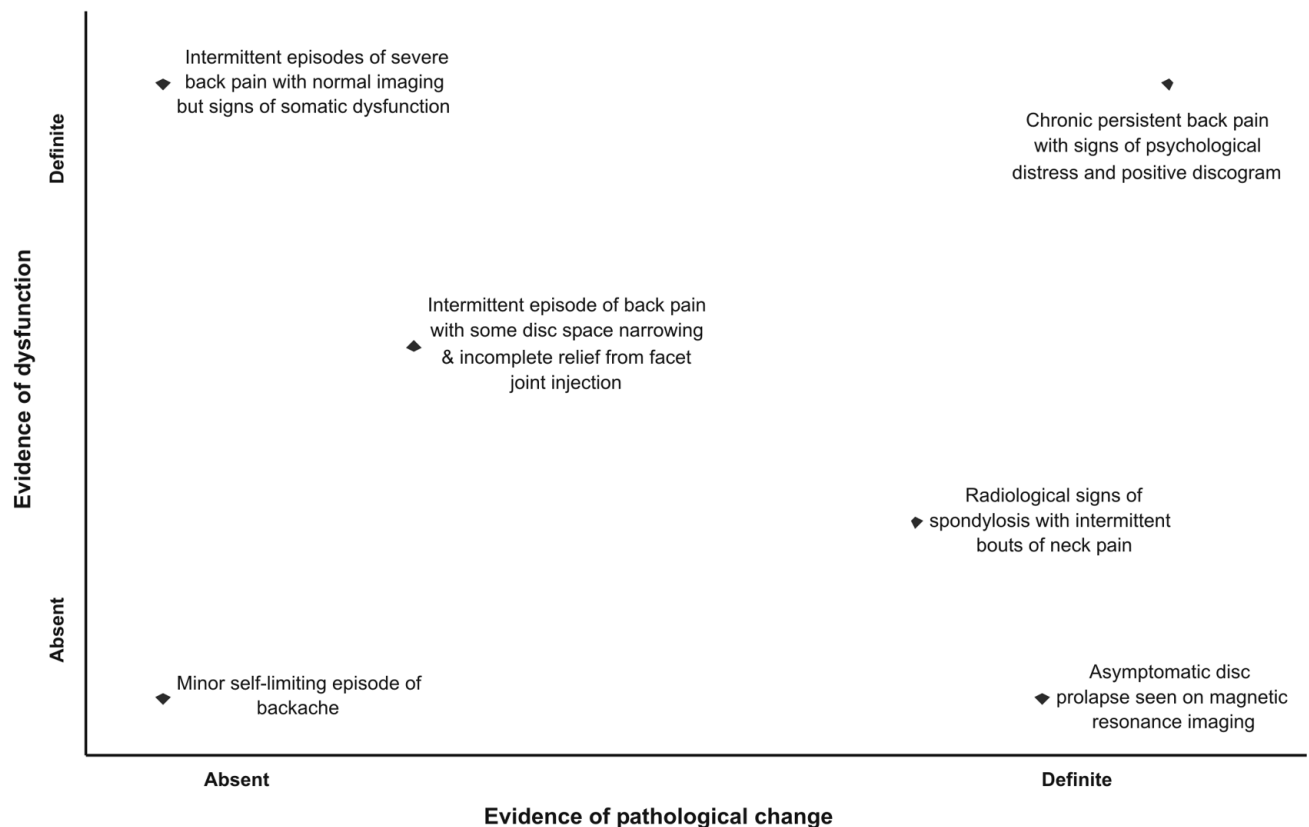 Intermittent episodes of severe
back pain with normal imaging
but signs of somatic dysfunction
Chronic persistent back pain
with signs of psychological
distress and positive discogram
Definite
Evidence of dysfunction
Intermittent episode of back pain
with some disc space narrowing
& incomplete relief from facet
joint injection
Radiological signs of
spondylosis with intermittent
bouts of neck pain
Absent
Minor self-limiting episode of
backache
Asymptomatic disc
prolapse seen on magnetic
resonance imaging
Absent
Definite
Evidence of pathological change